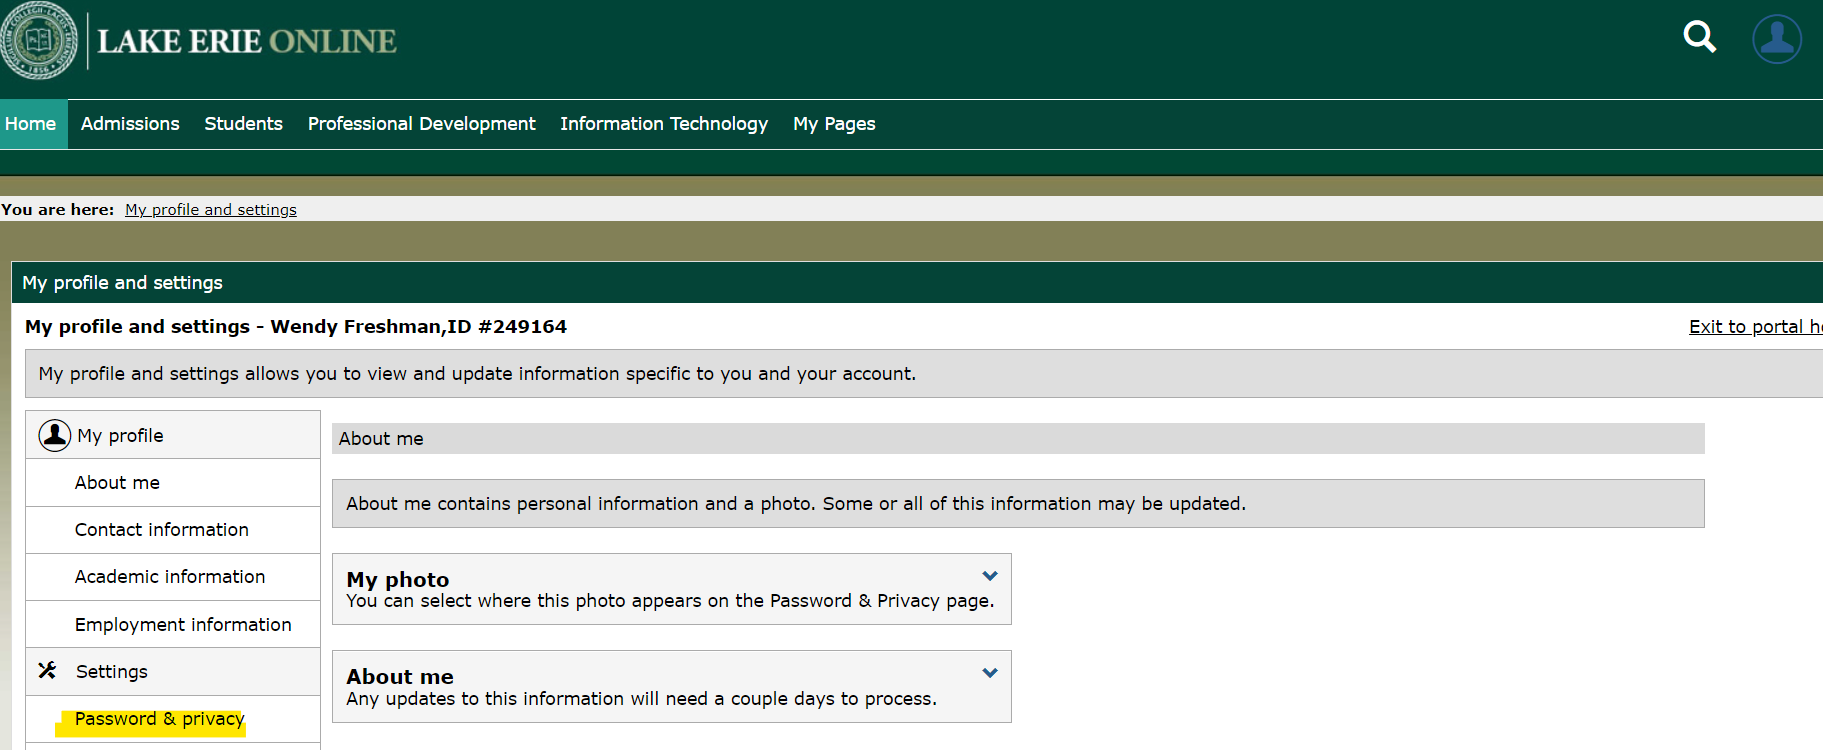 LAKE ERIE ONLINE
Home Admissions Students Professional Development Information Technology My Pages
You are here: My profile and settings
My profile and settings
My profile and settings - Wendy Freshman,ID #249164
Exit to portal
My profile and settings allows you to view and update information specific to you and your account.
My profile
About me
Contact information
Academic information
Employment information
Settings
Password & privacy
About me
About me contains personal information and a photo. Some or all of this information may be updated.
My photo
You can select where this photo appears on the Password & Privacy page.
About me
Any updates to this information will need a couple days to process.